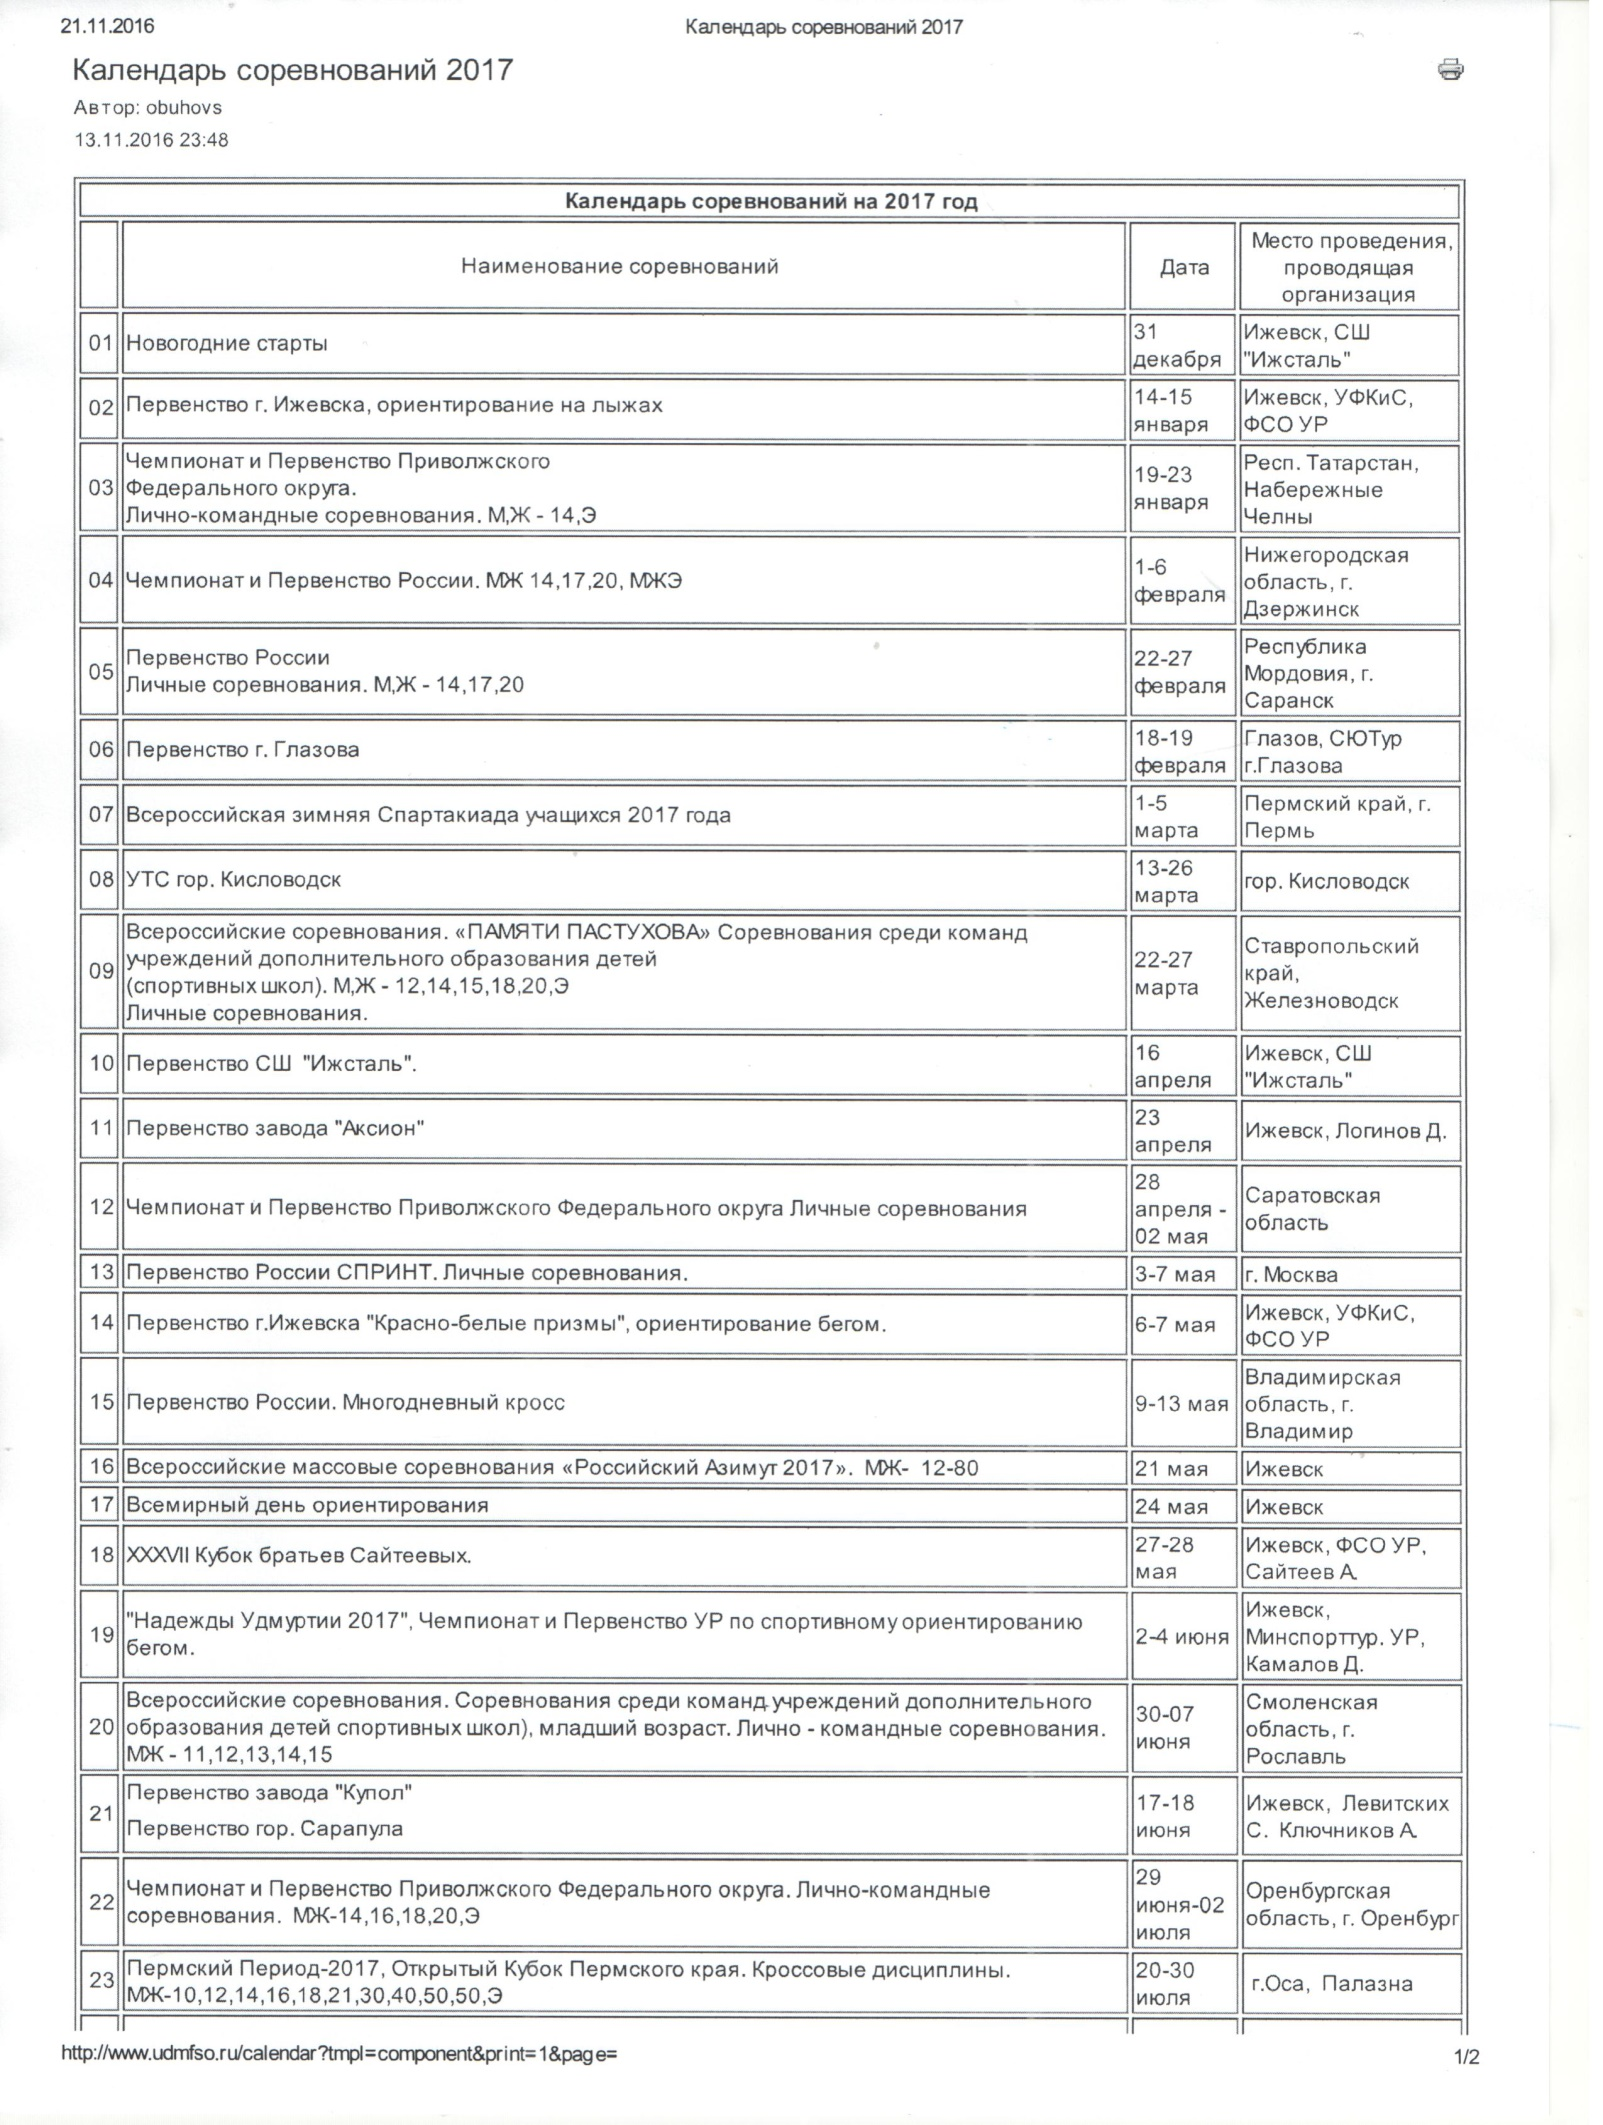 21.11.2016
Календарь соревнований 2017
Календарь соревнований 2017
Автор: obuhovs
13.11.2016 23:48
Календарь соревнований на 2017 год
Наименование соревнований
Дата
Место проведения,
проводящая
организация
01
Новогодние старты
31
декабря
Ижевск, СШ
"Ижсталь"
02
Первенство г. Ижевска, ориентирование на лыжах
14-15
января
Ижевск, УФКиС,
ФСО УР
03
Чемпионат и Первенство Приволжского
Федерального округа.
Лично-командные соревнования. М,Ж - 14,Э
19-23
января
Респ. Татарстан,
Набережные
Челны
04
Чемпионат и Первенство России. МЖ 14,17,20, МЖЭ
1-6
февраля
Нижегородская
область, г.
Дзержинск
05
Первенство России
Личные соревнования. М,Ж - 14,17,20
22-27
февраля
Республика
Мордовия, г.
Саранск
06
Первенство г. Глазова
18-19
февраля
Глазов, СЮТур
г.Глазова
07
Всероссийская зимняя Спартакиада учащихся 2017 года
1-5
марта
Пермский край, г.
Пермь
08
УТС гор. Кисловодск
13-26
марта
гор. Кисловодск
09
Всероссийские соревнования. «ПАМЯТИ ПАСТУХОВА» Соревнования среди команд
учреждений дополнительного образования детей
(спортивных школ). М,Ж - 12,14,15,18,20,Э
Личные соревнования.
22-27
марта
Ставропольский
край,
Железноводск
10
Первенство СШ "Ижсталь".
16
апреля
Ижевск, СШ
"Ижсталь"
11
Первенство завода "Аксион"
23
апреля
Ижевск, Логинов Д.
12
Чемпионат и Первенство Приволжского Федерального округа Личные соревнования
28
апреля -
02 мая
Саратовская
область
13
Первенство России СПРИНТ. Личные соревнования.
3-7 мая
г. Москва
14
Первенство г.Ижевска "Красно-белые призмы", ориентирование бегом.
6-7 мая
Ижевск, УФКиС,
ФСО УР
15
Первенство России. Многодневный кросс
9-13 мая
Владимирская
область, г.
Владимир
16
Всероссийские массовые соревнования «Российский Азимут 2017». МЖ- 12-80
21 мая
Ижевск
17
Всемирный день ориентирования
24 мая
Ижевск
18
XXXVII Кубок братьев Сайтеевых.
27-28
мая
Ижевск, ФСО УР,
Сайтеев А.
19
"Надежды Удмуртии 2017", Чемпионат и Первенство УР по спортивному ориентированию
бегом.
2-4 июня
Ижевск,
Минспорттур. УР,
Камалов Д.
20
Всероссийские соревнования. Соревнования среди команд учреждений дополнительного
образования детей спортивных школ), младший возраст. Лично - командные соревнования.
МЖ - 11,12,13,14,15
30-07
июня
Смоленская
область, г.
Рославль
21
Первенство завода "Купол"
Первенство гор. Сарапула
17-18
июня
Ижевск, Левитских
С. Ключников А.
22
Чемпионат и Первенство Приволжского Федерального округа. Лично-командные
соревнования. МЖ-14,16,18,20,Э
29
июня-02
июля
Оренбургская
область, г. Оренбург
23
Пермский Период-2017, Открытый Кубок Пермского края. Кроссовые дисциплины.
МЖ-10,12,14,16,18,21,30,40,50,50,Э
20-30
июля
г.Оса, Палазна
http://www.udmfso.ru/calendar?tmpl=component&print=1&page=
1/2